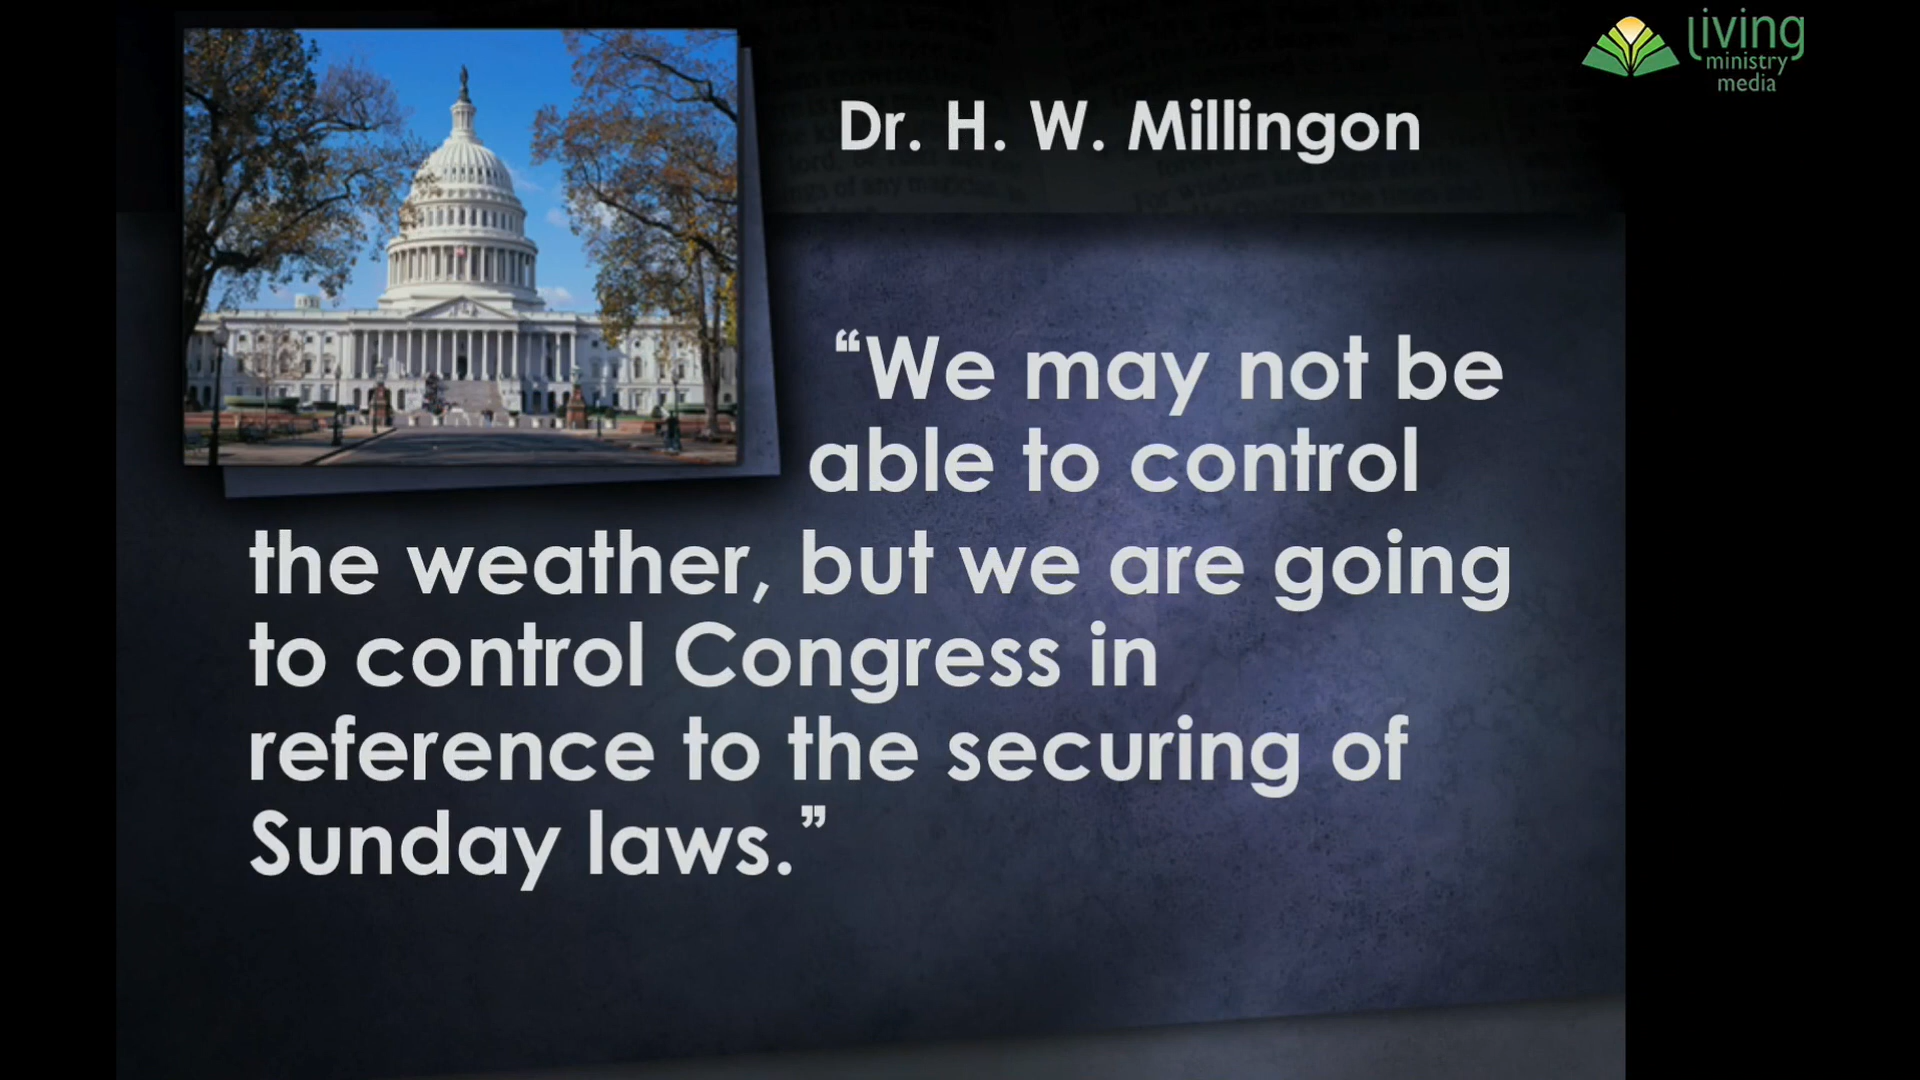 living
ministry
media
Dr. H. W. Millingon
“We may not be
able to control
the weather, but we are going
to control Congress in
reference to the securing of
Sunday laws.”